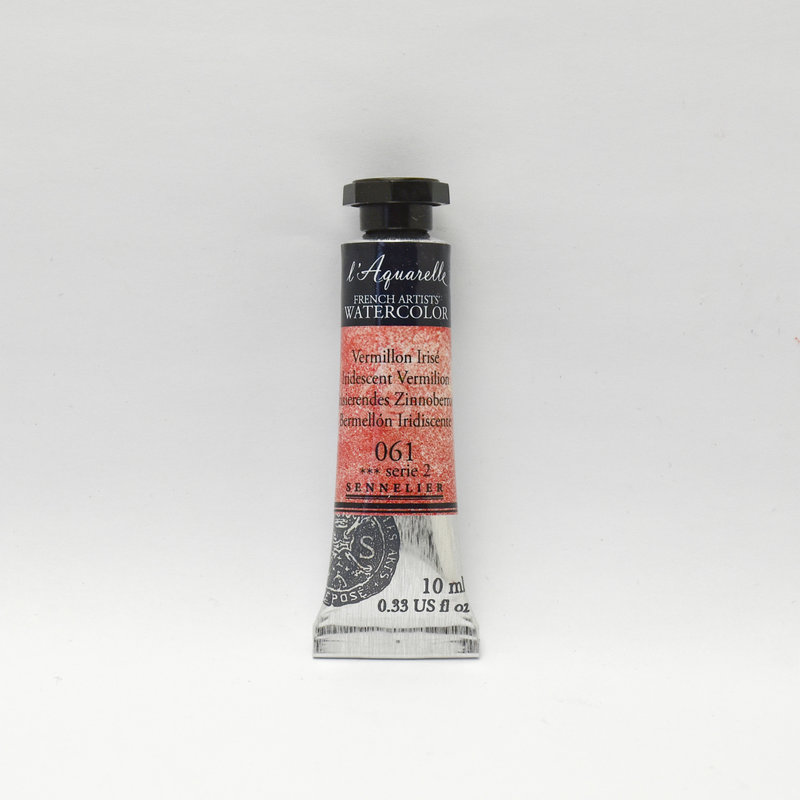 l'Aquarelle
FRENCH ARTISTS'
WATERCOLOR
Vermillon Irisé
Iridescent Vermilion
Bermellón Iridiscente
061
*** serie 2
SENNELIER
S
ARTS
10 ml
0.33 US fl oz